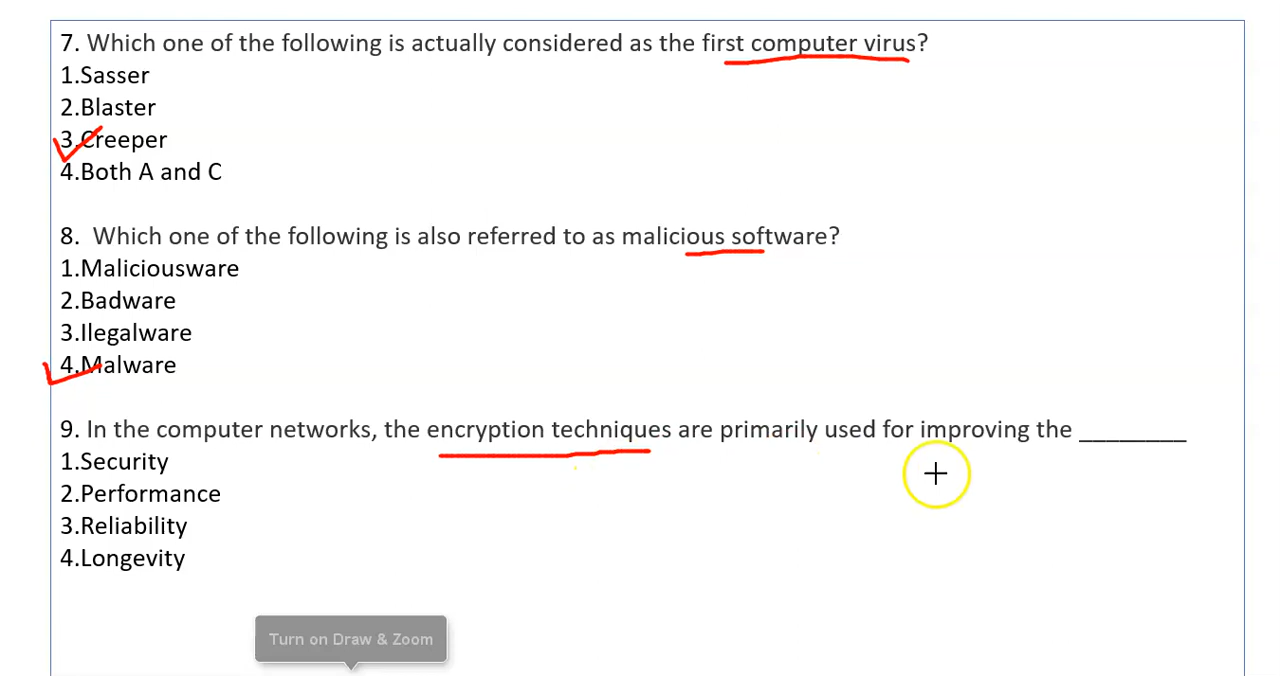 7. Which one of the following is actually considered as the first computer virus?
1.Sasser
2.Blaster
3.Creeper
4.Both A and C
8. Which one of the following is also referred to as malicious software?
1.Maliciousware
2.Badware
3.Ilegalware
4.Malware
9. In the computer networks, the encryption techniques are primarily used for improving the ________
1.Security
2.Performance
3.Reliability
4.Longevity
Turn on Draw & Zoom